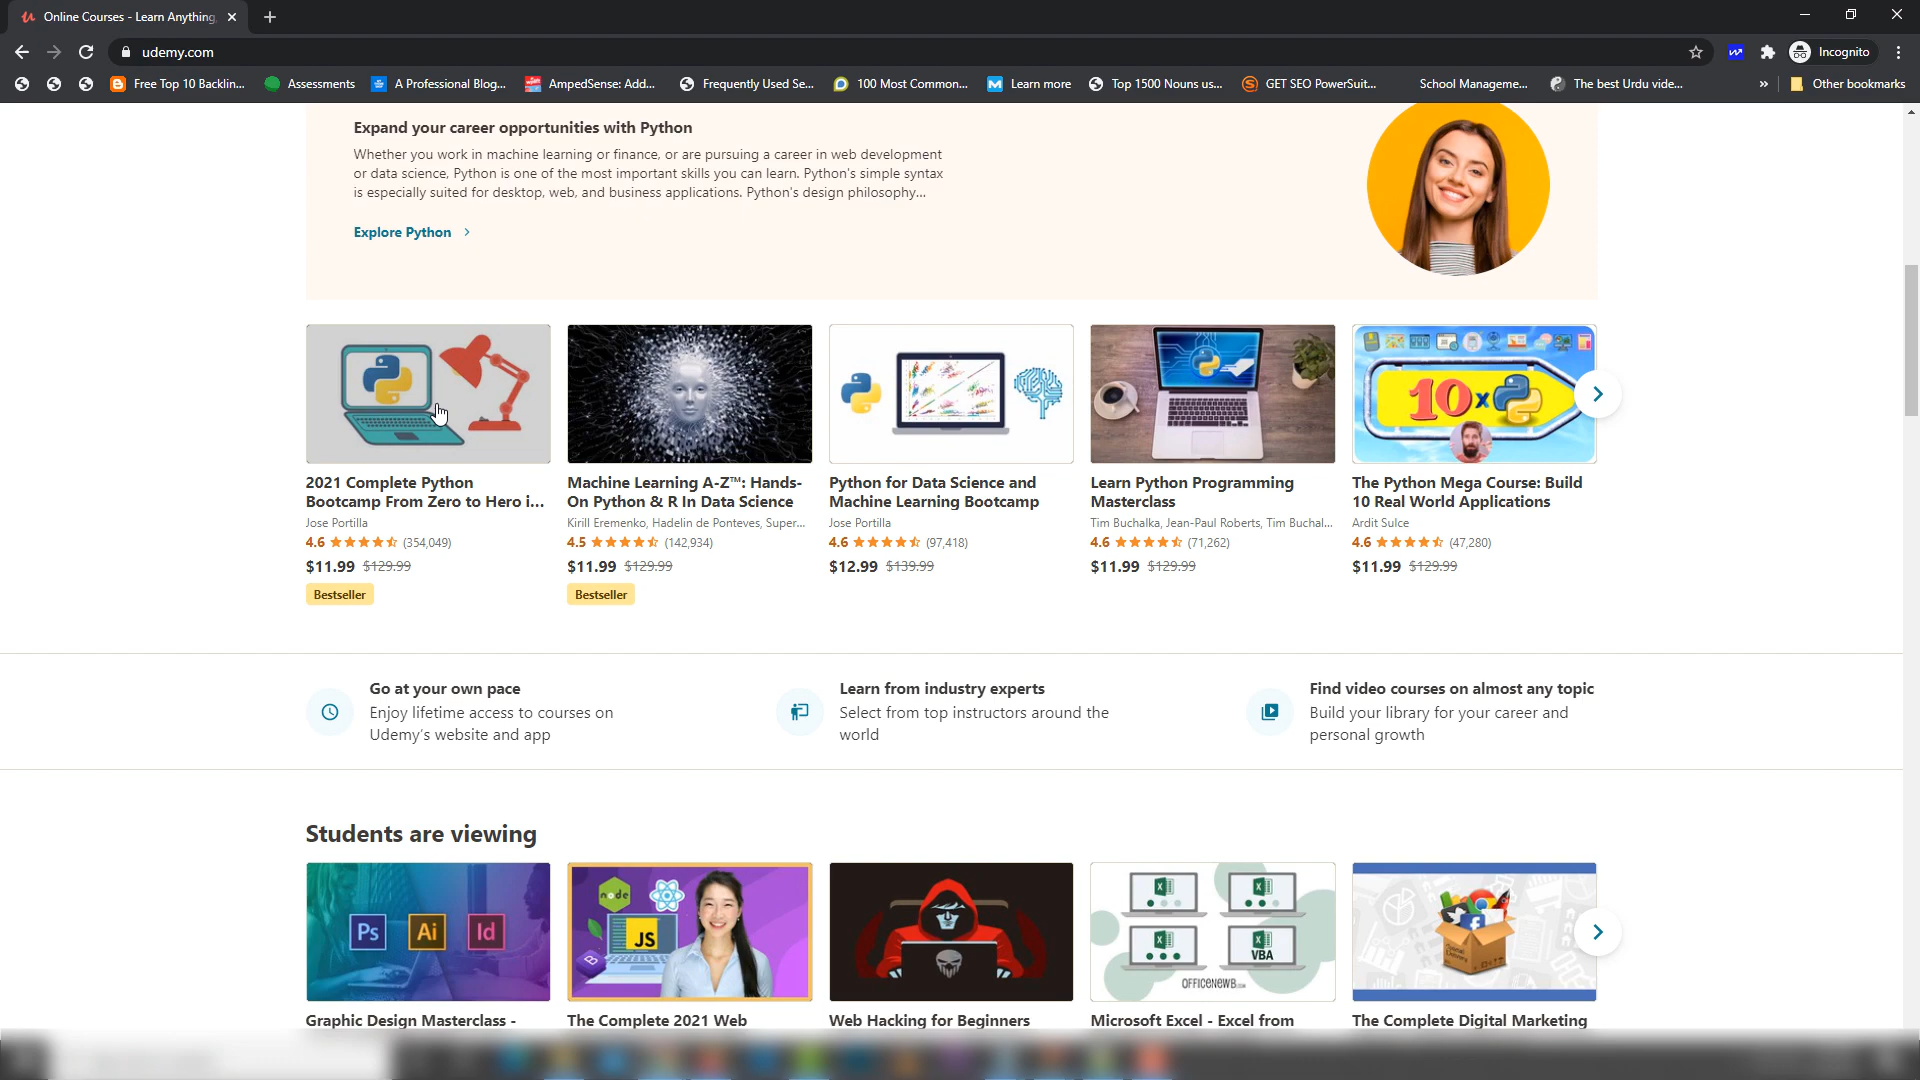 Online Courses - Learn Anything,
udemy.com
Incognito
Free Top 10 Backlin...
Assessments
A Professional Blog...
AmpedSense: Add...
Frequently Used Se...
100 Most Common...
Learn more
Top 1500 Nouns us...
GET SEO PowerSuit...
School Manageme...
The best Urdu vide...
»
Other bookmarks
Expand your career opportunities with Python
Whether you work in machine learning or finance, or are pursuing a career in web development
or data science, Python is one of the most important skills you can learn. Python's simple syntax
is especially suited for desktop, web, and business applications. Python's design philosophy...
Explore Python
10x
2021 Complete Python
Bootcamp From Zero to Hero i...
Jose Portilla
4.6 (354,049)
$11.99 $129.99
Bestseller
Machine Learning A-Z™: Hands-
On Python & R In Data Science
Kirill Eremenko, Hadelin de Ponteves, Super...
4.5 (142,934)
$11.99 $129.99
Bestseller
Python for Data Science and
Machine Learning Bootcamp
Jose Portilla
4.6 (97,418)
$12.99 $139.99
Learn Python Programming
Masterclass
Tim Buchalka, Jean-Paul Roberts, Tim Buchal...
4.6 (71,262)
$11.99 $129.99
The Python Mega Course: Build
10 Real World Applications
Ardit Sulce
4.6 (47,280)
$11.99 $129.99
Go at your own pace
Enjoy lifetime access to courses on
Udemy's website and app
Learn from industry experts
Select from top instructors around the
world
Find video courses on almost any topic
Build your library for your career and
personal growth
Students are viewing
Ps Ai Id
node
JS
VBA
OFFICENEWB.com
Graphic Design Masterclass -
The Complete 2021 Web
Web Hacking for Beginners
Microsoft Excel - Excel from
The Complete Digital Marketing